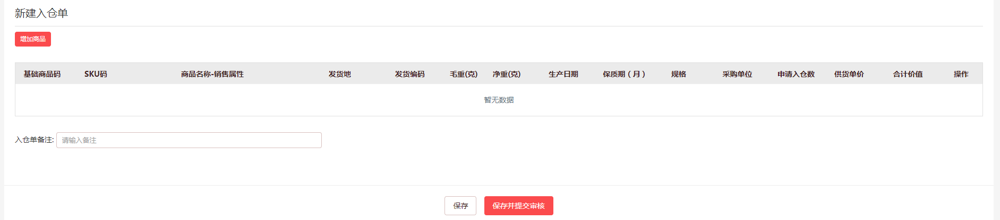 新建入仓单
增加商品
基础商品码 SKU码 商品名称-销售属性 发货地 发货编码 毛重(克) 净重(克) 生产日期 保质期（月） 规格 采购单位 申请入仓数 供货单价 合计价值 操作
暂无数据
入仓单备注: 请输入备注
保存 保存并提交审核